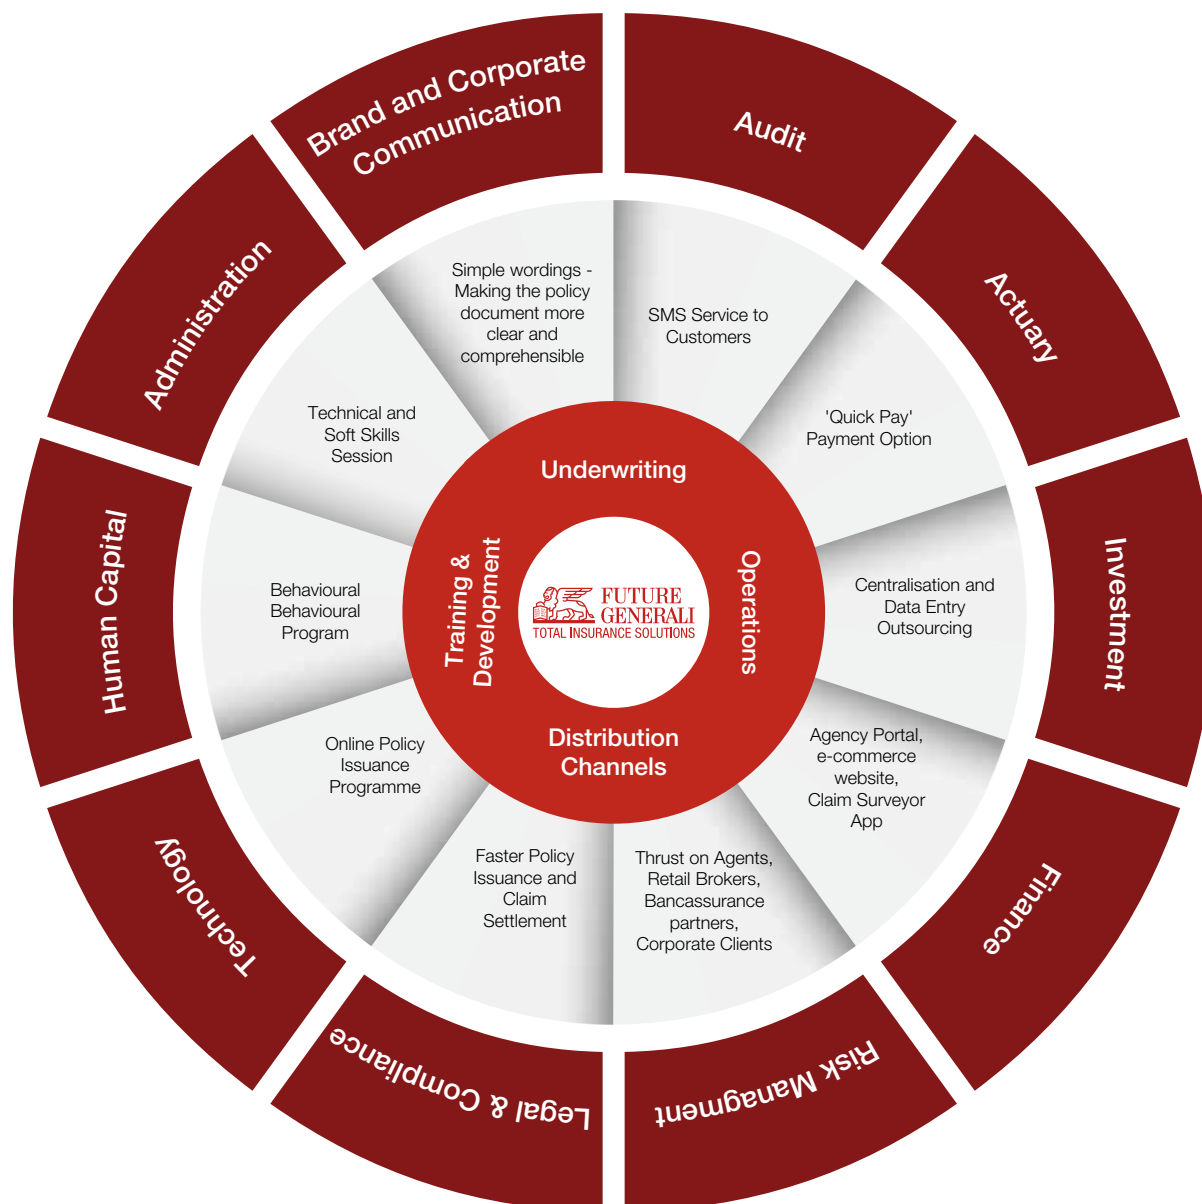 Brand and Corporate
Communication
Audit
Actuary
Investment
Finance
Risk Managment
Legal & Compliance
Technology
Human Capital
Administration
Simple wordings -
Making the policy
document more
clear and
comprehensible
SMS Service to
Customers
'Quick Pay'
Payment Option
Centralisation and
Data Entry
Outsourcing
Agency Portal,
e-commerce
website,
Claim Surveyor
App
Thrust on Agents,
Retail Brokers,
Bancassurance
partners,
Corporate Clients
Faster Policy
Issuance and
Claim
Settlement
Online Policy
Issuance
Programme
Behavioural
Behavioural
Program
Technical and
Soft Skills
Session
Underwriting
Operations
Distribution
Channels
Training &
Development
FUTURE
GENERALI
TOTAL INSURANCE SOLUTIONS